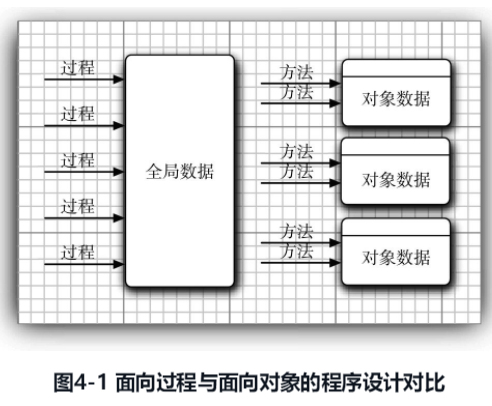 过程
过程
过程
过程
过程
全局数据
方法
方法
对象数据
方法
方法
对象数据
方法
方法
对象数据
图4-1 面向过程与面向对象的程序设计对比